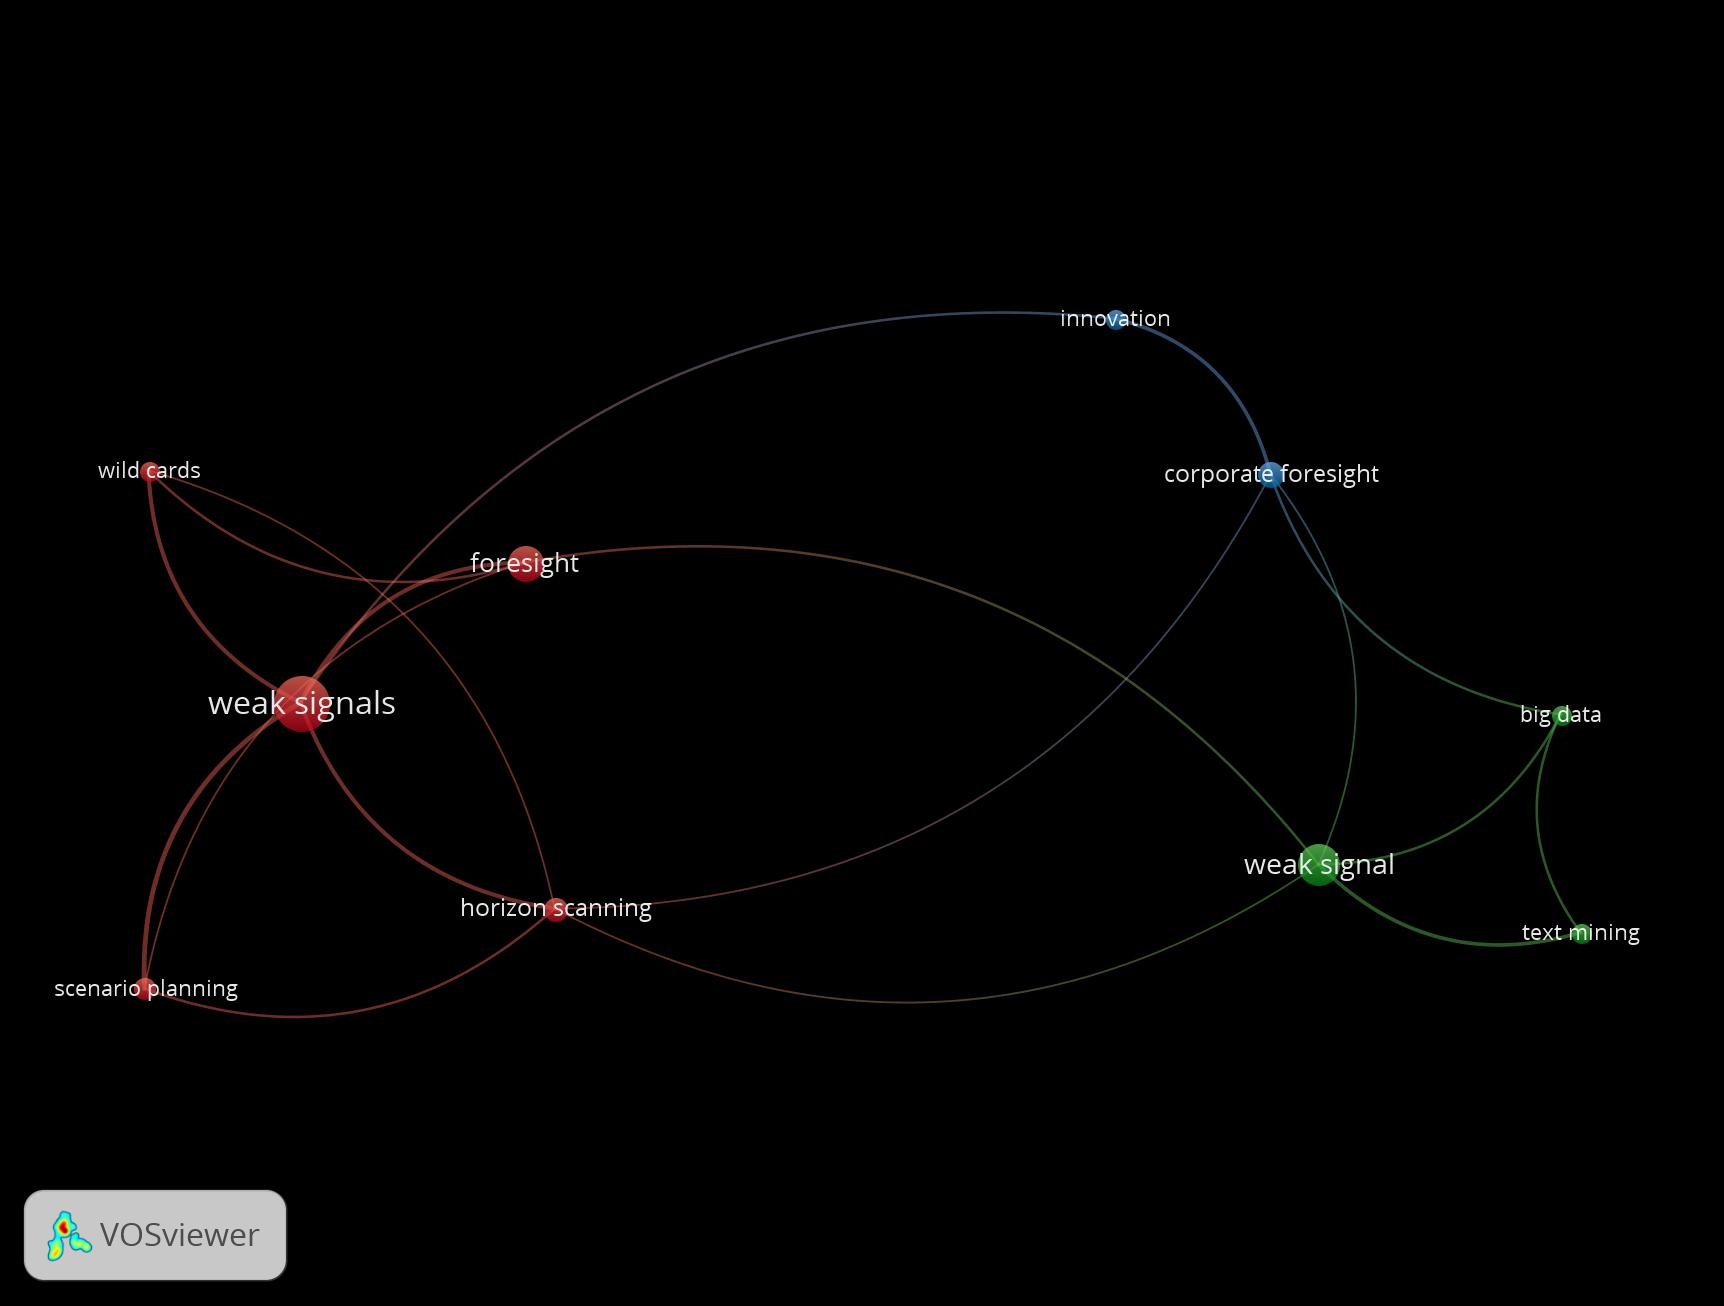 innovation
wild cards
corporate foresight
foresight
weak signals
big data
weak signal
horizon scanning
text mining
scenario planning
VOSviewer